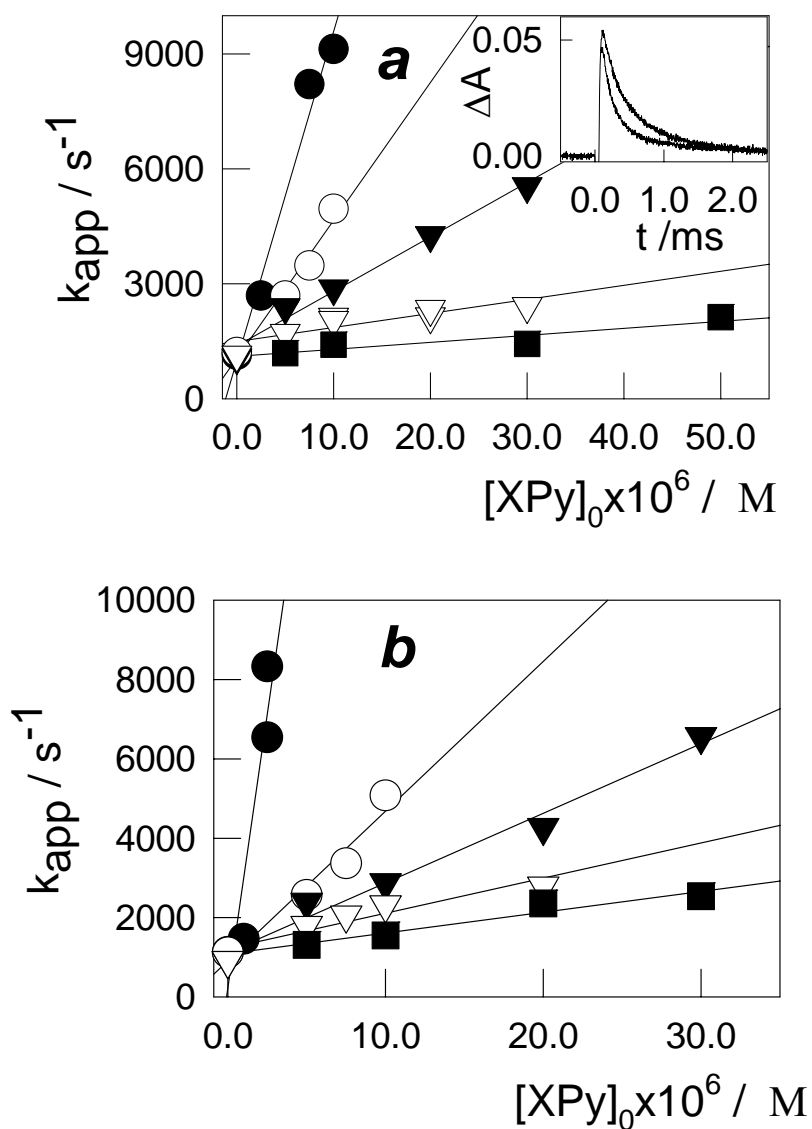 a
9000
6000
3000
0
k_app / s^-1
0.0 10.0 20.0 30.0 40.0 50.0
[XPy]_0x10^6 / M
0.05
0.00
ΔA
0.0 1.0 2.0
t /ms
b
10000
8000
6000
4000
2000
0
k_app / s^-1
0.0 10.0 20.0 30.0
[XPy]_0x10^6 / M